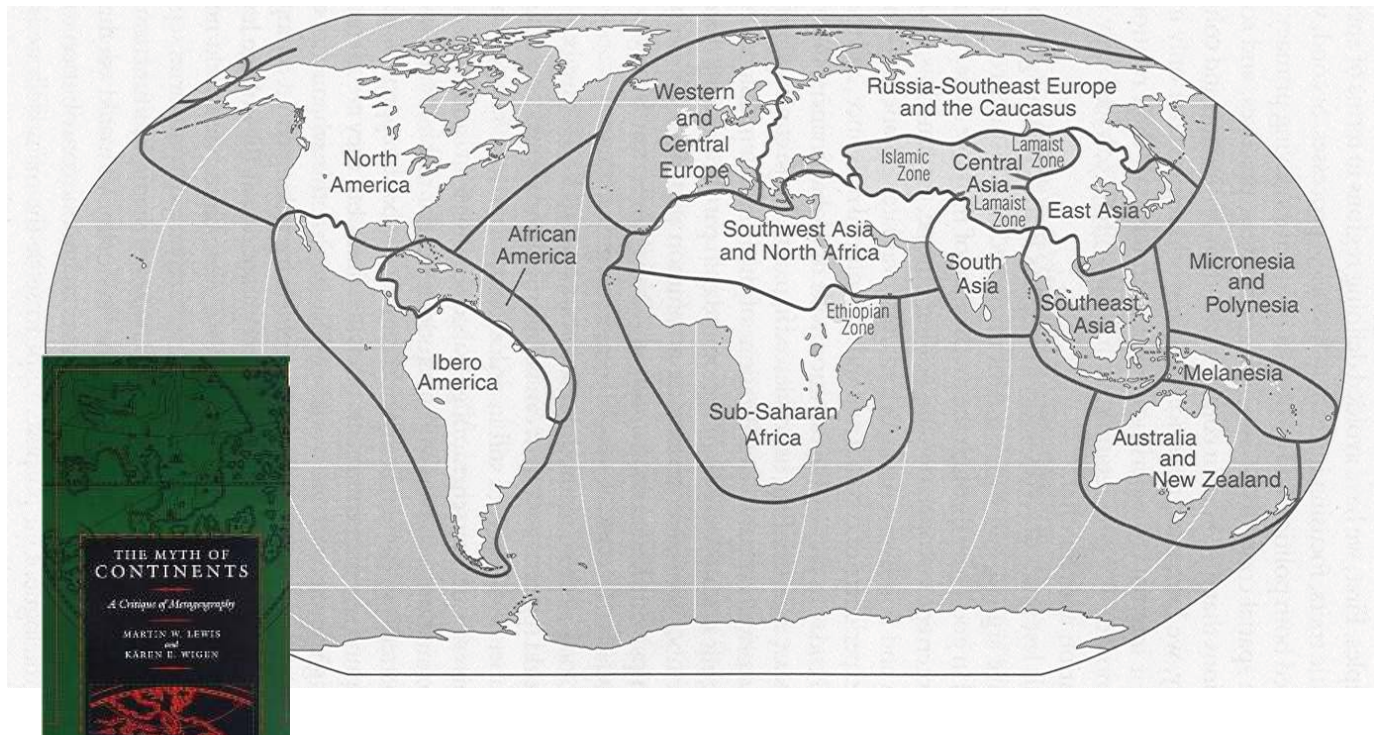 North
America
African
America
Ibero
America
Western
and
Central
Europe
Russia-Southeast Europe
and the Caucasus
Islamic
Zone
Central
Asia
Lamaist
Zone
Lamaist
Zone
East Asia
Southwest Asia
and North Africa
South
Asia
Southeast
Asia
Ethiopian
Zone
Sub-Saharan
Africa
Micronesia
and
Polynesia
Melanesia
Australia
and
New Zealand
THE MYTH OF
CONTINENTS
A Critique of Metageography
MARTIN W. LEWIS
and
KÄREN E. WIGEN